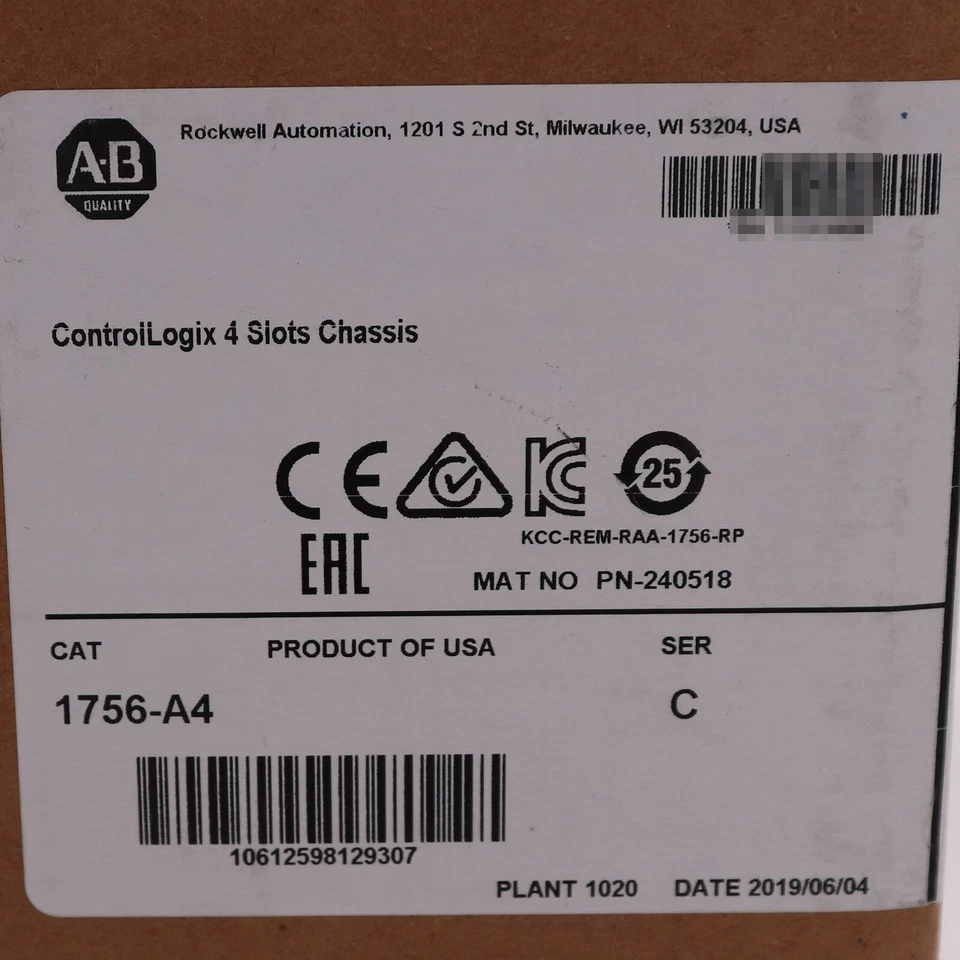 Rockwell Automation, 1201 S 2nd St, Milwaukee, WI 53204, USA
A·B
QUALITY
ControlLogix 4 Slots Chassis
CE
KC
25
KCC-REM-RAA-1756-RP
EAC
MAT NO PN-240518
CAT PRODUCT OF USA SER
1756-A4 C
10612598129307
PLANT 1020 DATE 2019/06/04